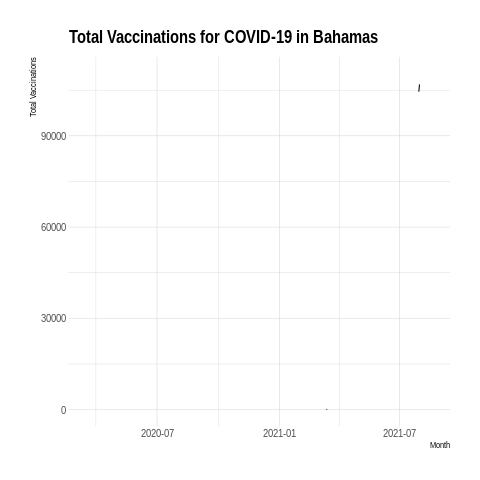 Total Vaccinations for COVID-19 in Bahamas
Total Vaccinations
90000
60000
30000
0
2020-07
2021-01
2021-07
Month